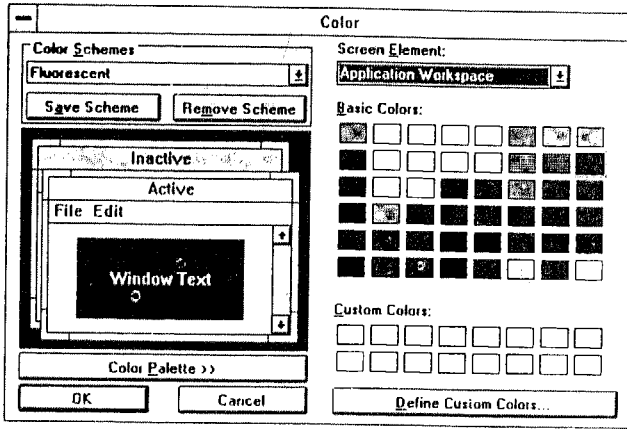 Color
Color Schemes
Fluorescent
Save Scheme
Remove Scheme
Inactive
Active
File Edit
Window Text
Color Palette >>
OK
Cancel
Screen Element:
Application Workspace
Basic Colors:
Custom Colors:
Define Custom Colors...